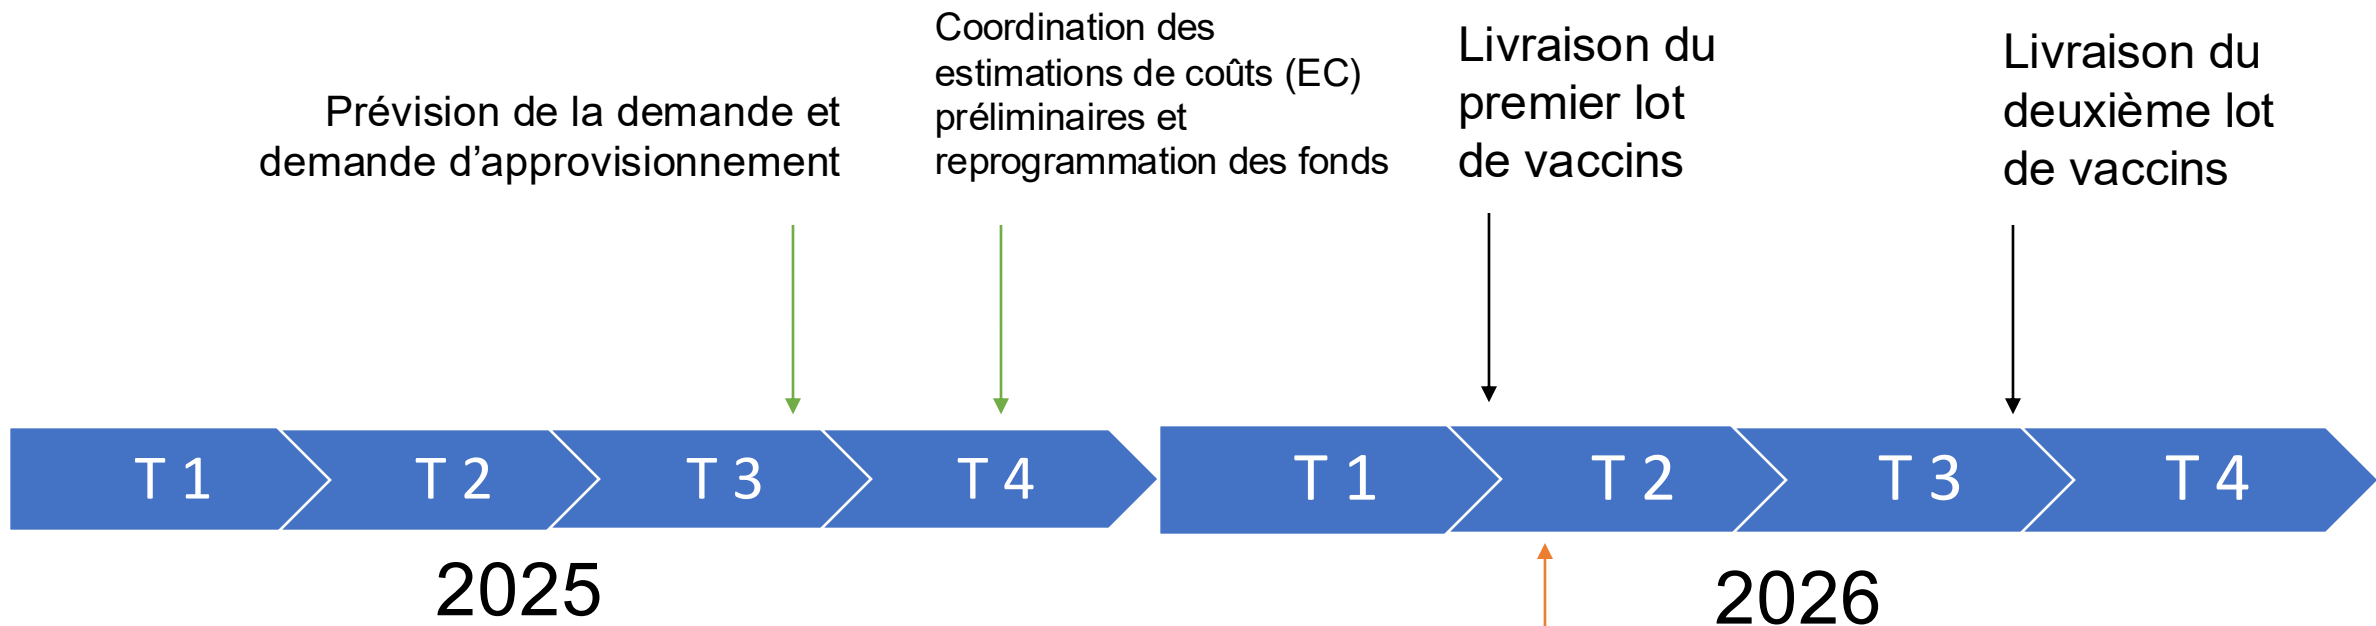 Prévision de la demande et
demande d’approvisionnement
Coordination des
estimations de coûts (EC)
préliminaires et
reprogrammation des fonds
Livraison du
premier lot
de vaccins
Livraison du
deuxième lot
de vaccins
T 1
T 2
T 3
T 4
T 1
T 2
T 3
T 4
2025
2026